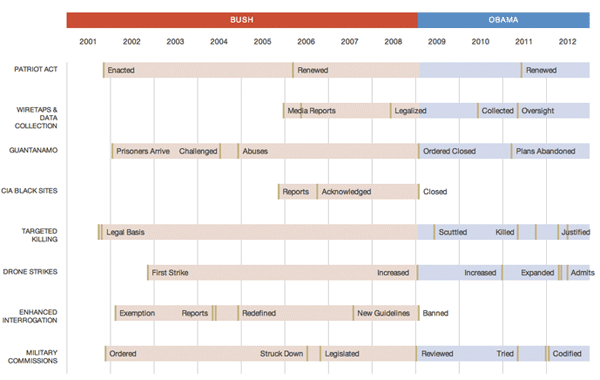 BUSH OBAMA
2001 2002 2003 2004 2005 2006 2007 2008 2009 2010 2011 2012
PATRIOT ACT Enacted Renewed Renewed
WIRETAPS &
DATA
COLLECTION
Media Reports Legalized Collected Oversight
GUANTANAMO Prisoners Arrive Challenged Abuses Ordered Closed Plans Abandoned
CIA BLACK SITES Reports Acknowledged Closed
TARGETED
KILLING
Legal Basis Scuttled Killed Justified
DRONE STRIKES First Strike Increased Increased Expanded Admits
ENHANCED
INTERROGATION
Exemption Reports Redefined New Guidelines Banned
MILITARY
COMMISSIONS
Ordered Struck Down Legislated Reviewed Tried Codified